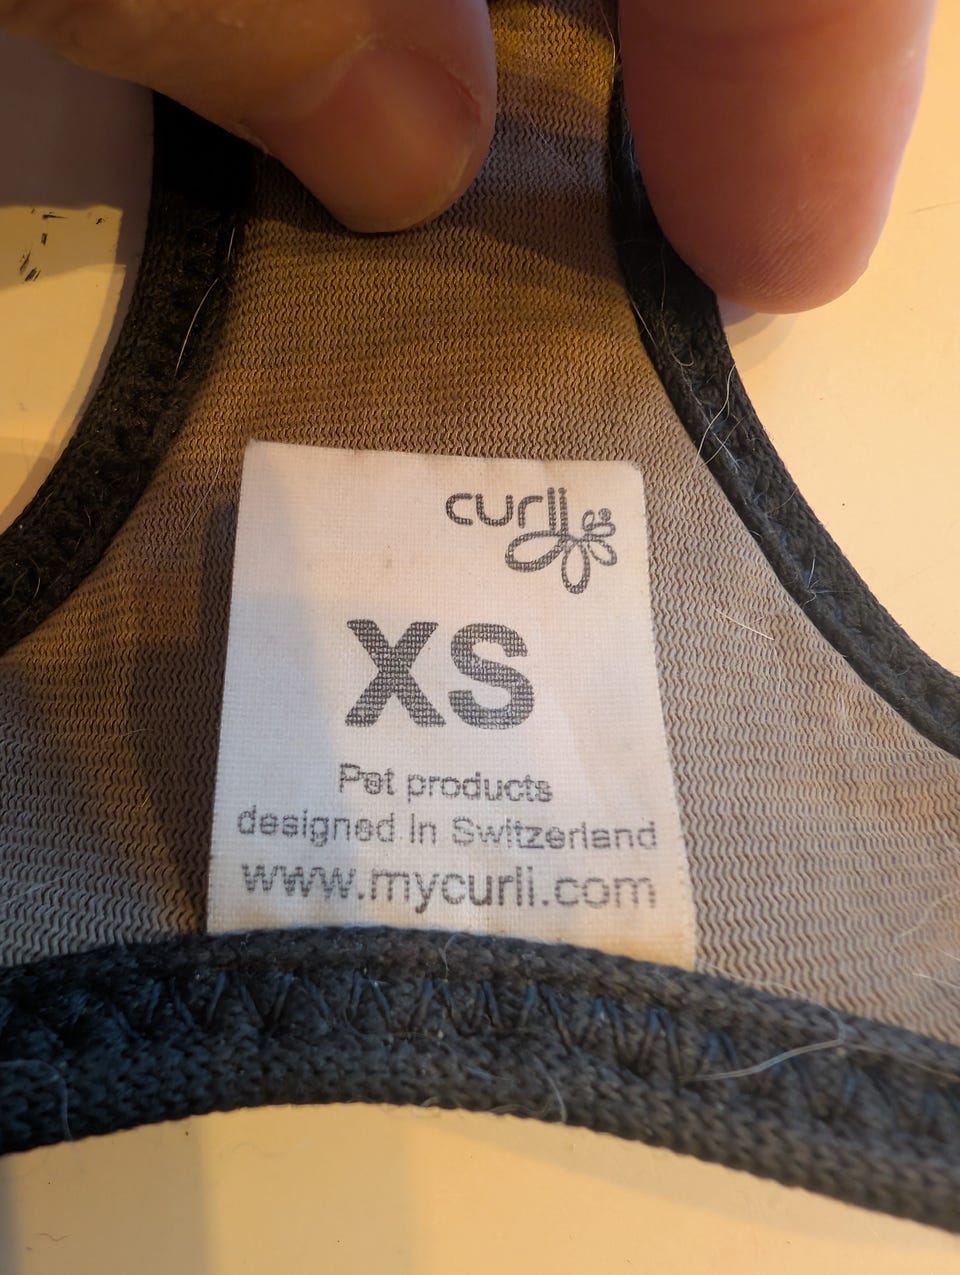 curli
XS
Pet products
designed in Switzerland
www.mycurli.com